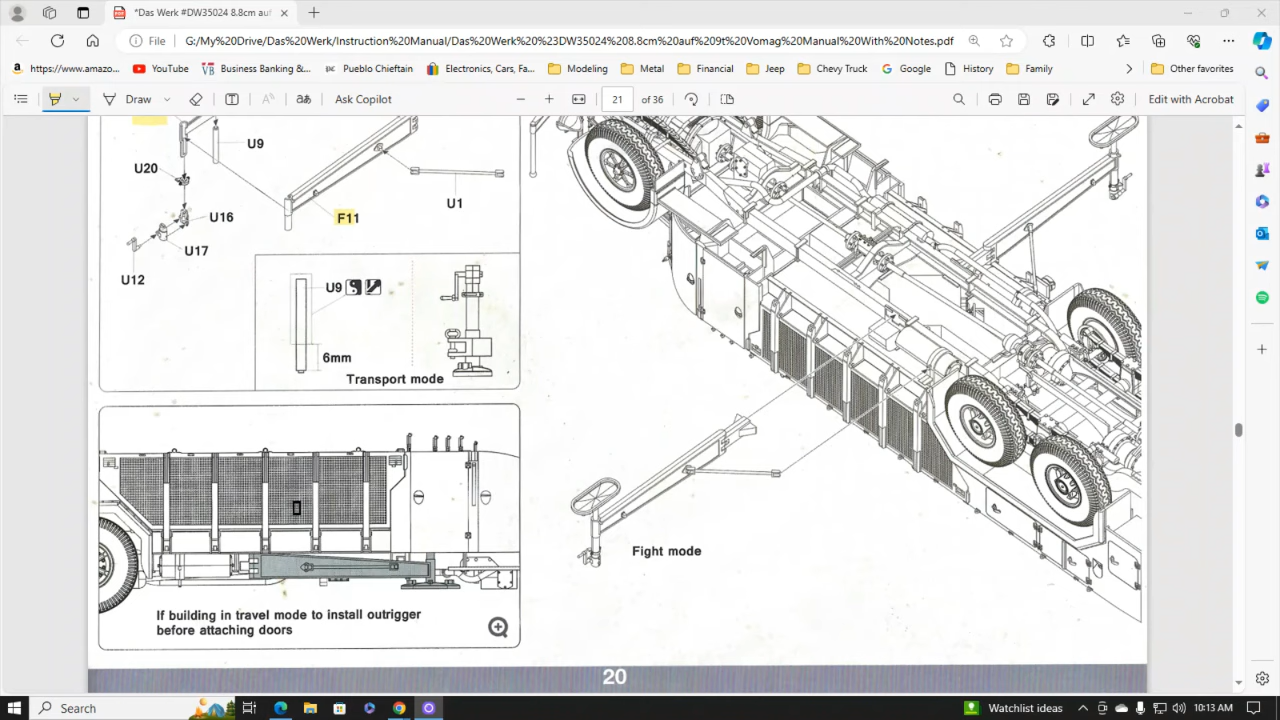 *Das Werk #DW35024 8.8cm auf
File
G:/My%20Drive/Das%20Werk/Instruction%20Manual/Das%20Werk%20%23DW35024%208.8cm%20auf%209t%20Vomag%20Manual%20With%20Notes.pdf
https://www.amazo...
YouTube
Business Banking &...
Pueblo Chieftain
Electronics, Cars, Fa...
Modeling
Metal
Financial
Jeep
Chevy Truck
Google
History
Family
Other favorites
Draw
Ask Copilot
21 of 36
Edit with Acrobat
U9
U20
U1
U16
F11
U17
U12
U9
6mm
Transport mode
Fight mode
If building in travel mode to install outrigger
before attaching doors
20
Search
Watchlist ideas
10:13 AM